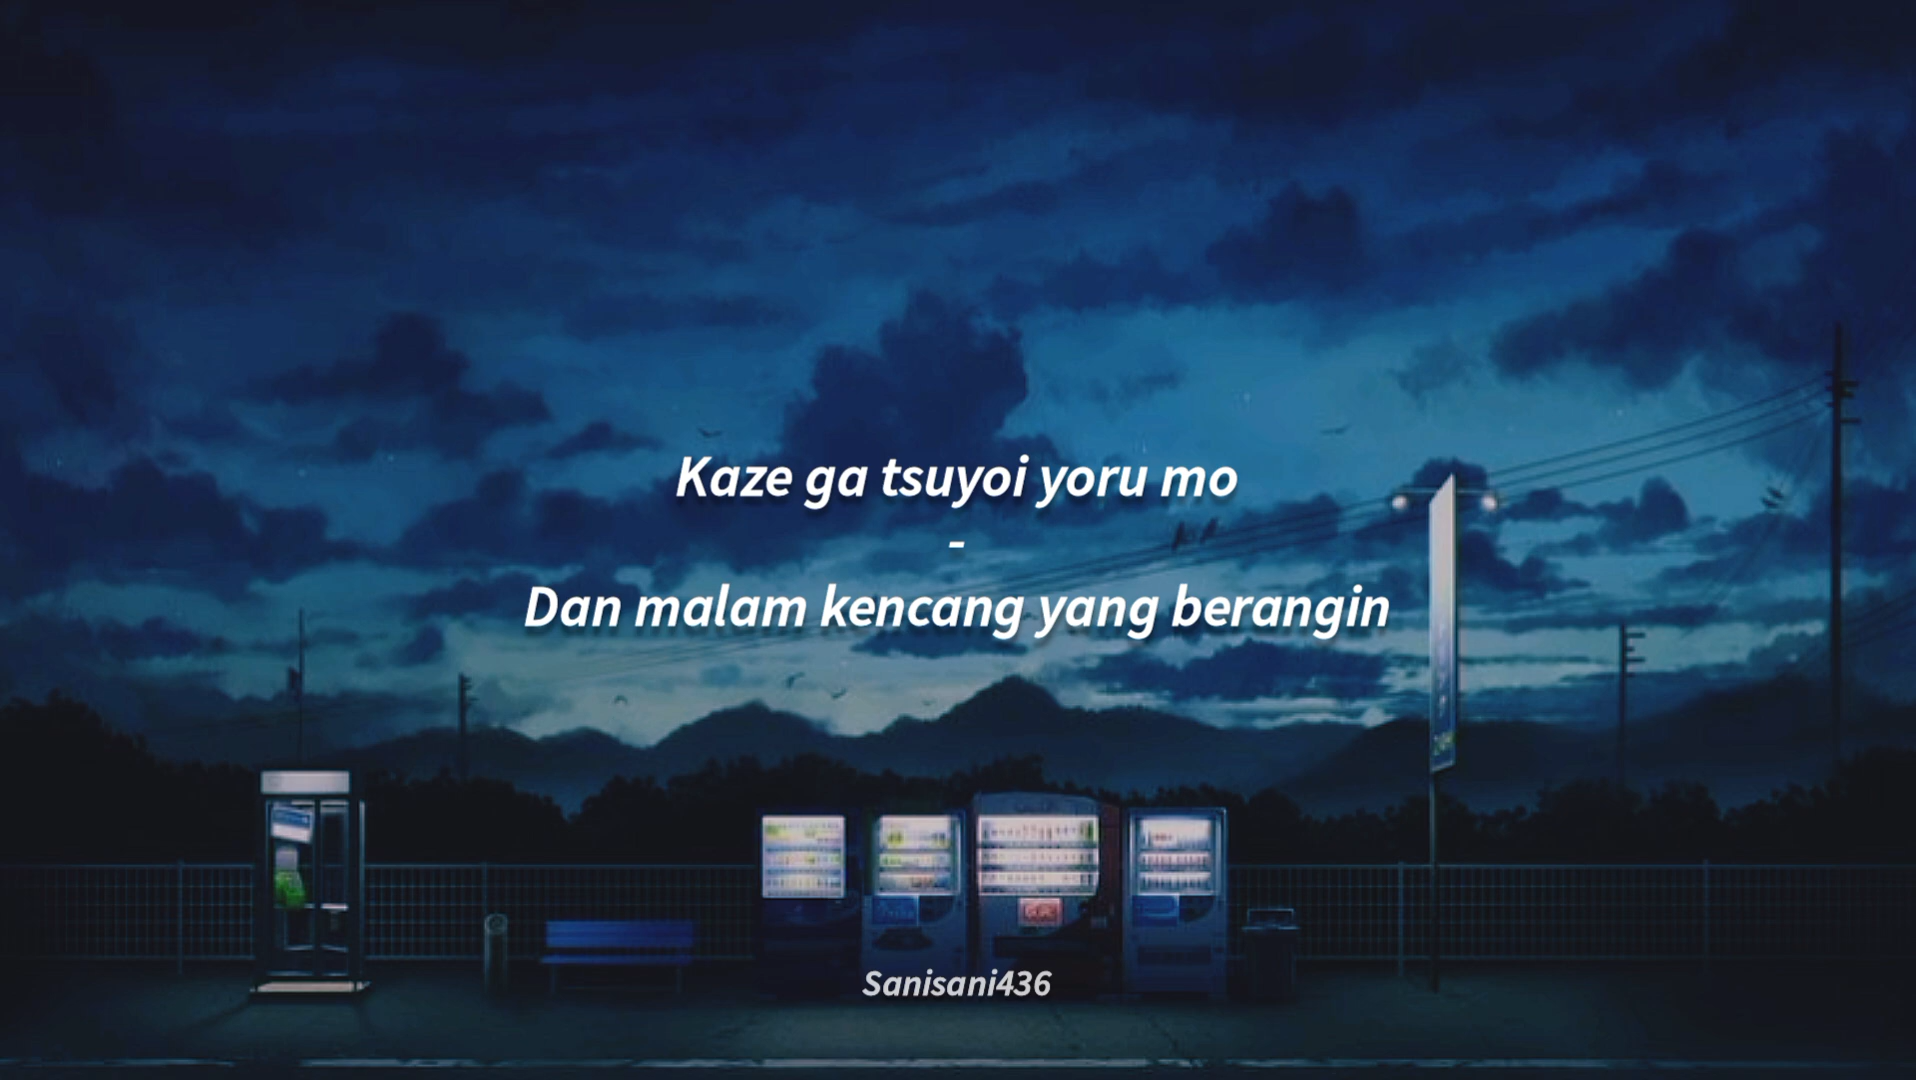 Kaze ga tsuyoi yoru mo
-
Dan malam kencang yang berangin
Sanisani436